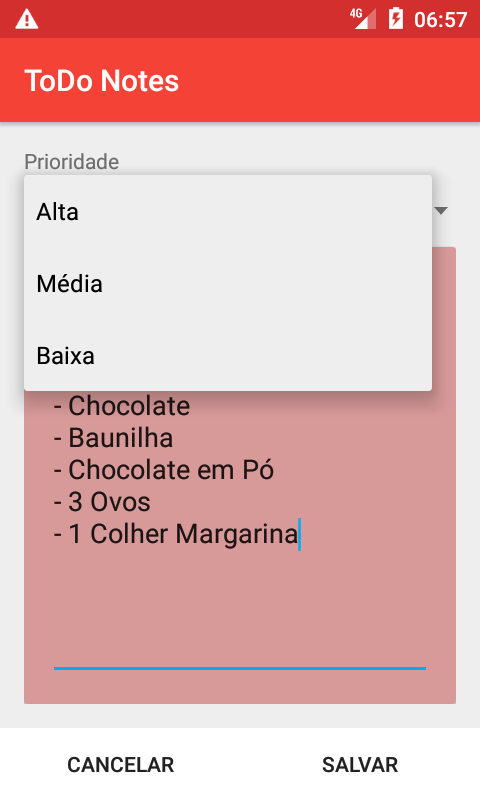 4G 06:57
ToDo Notes
Prioridade
Alta
Média
Baixa
- Chocolate
- Baunilha
- Chocolate em Pó
- 3 Ovos
- 1 Colher Margarina
CANCELAR SALVAR